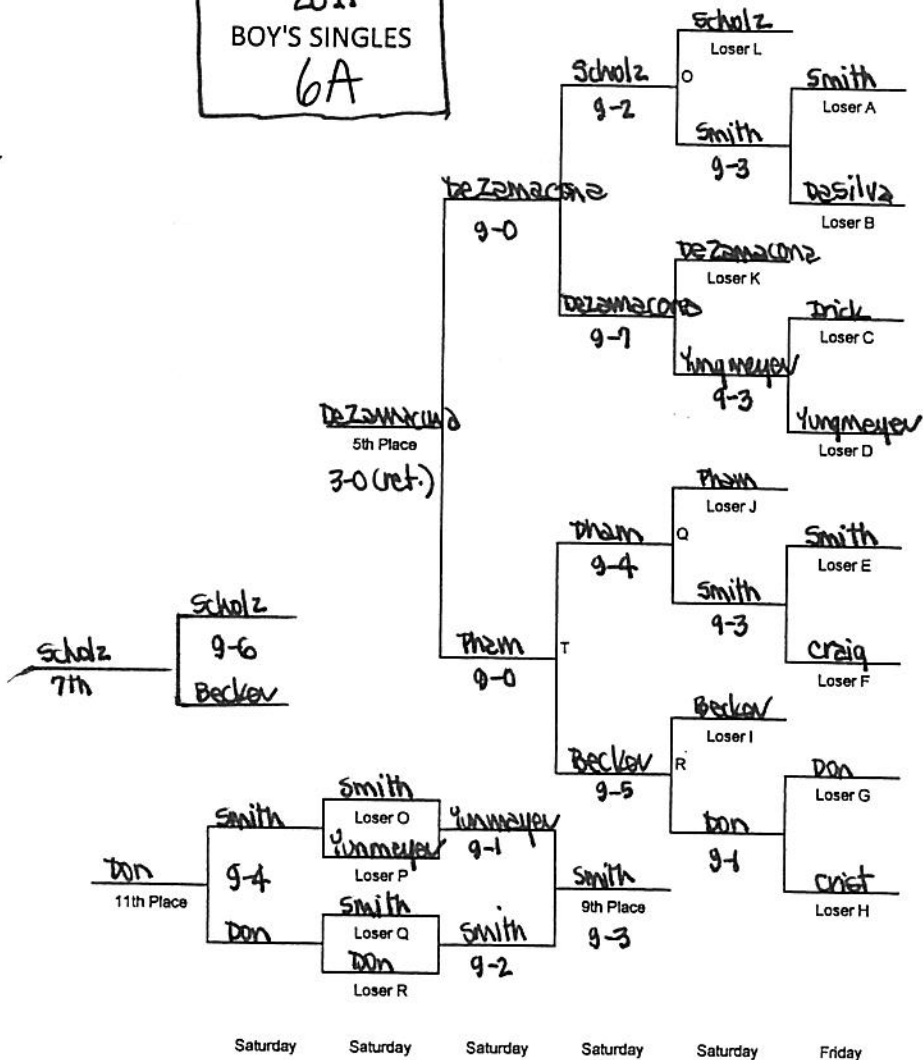 BOY'S SINGLES
6A
Scholz
Loser L
Scholz
9-2
O
Smith
Loser A
Smith
9-3
DeZamacona
9-0
DaSilva
Loser B
DeZamacona
Loser K
DeZamacona
9-7
Drick
Loser C
Yungmeyer
9-3
DeZamacona
5th Place
3-0 (ret.)
Yungmeyer
Loser D
Pham
Loser J
Pham
9-4
Q
Smith
Loser E
Smith
9-3
Scholz
9-6
Scholz
7th
Becker
Pham
9-0
T
Craig
Loser F
Becker
Loser I
Becker
9-5
R
Don
Loser G
Smith
Loser O
Smith
Yunmeyer
Loser P
Yunmayer
9-1
Don
9-1
Don
11th Place
9-4
Smith
9th Place
9-3
Crist
Loser H
Smith
Loser Q
Don
Don
Loser R
Smith
9-2
Saturday Saturday Saturday Saturday Saturday Friday